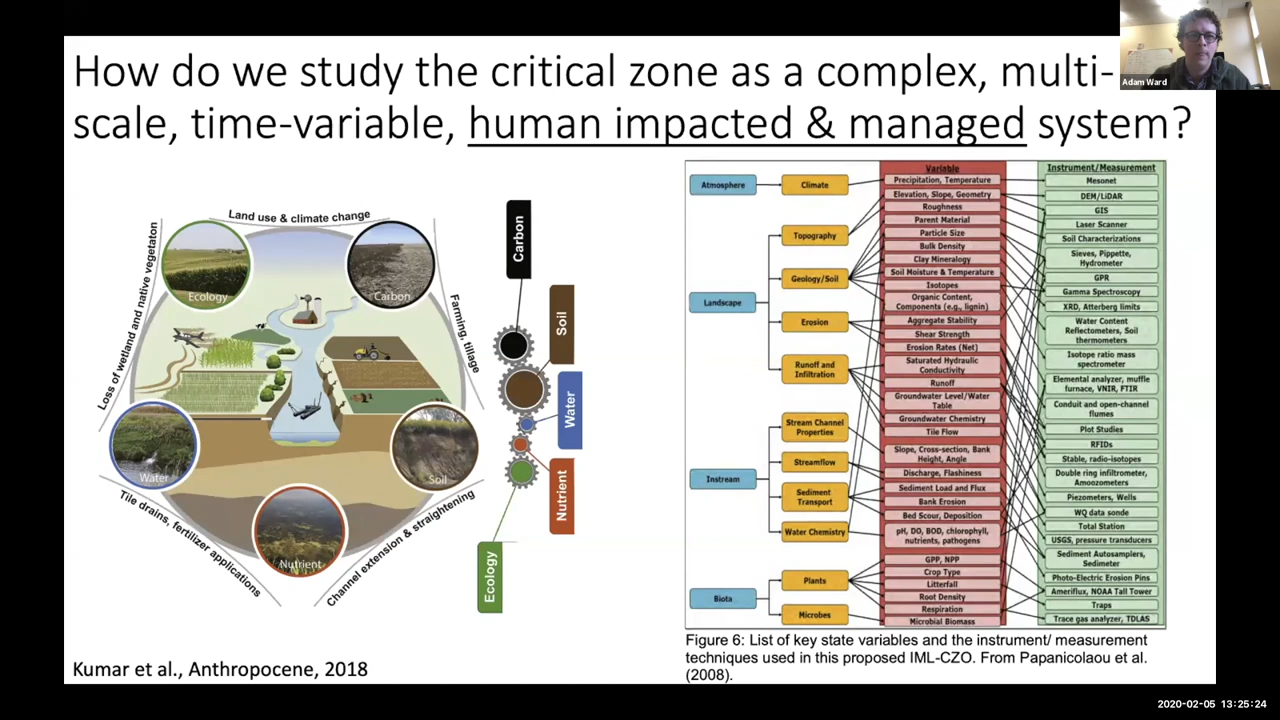 How do we study the critical zone as a complex, multi-
scale, time-variable, human impacted & managed system?
Adam Ward
Land use & climate change
Loss of wetland and native vegetaton
Farming, tillage
Tile drains, fertilizer applications
Channel extension & straightening
Ecology
Carbon
Water
Soil
Nutrient
Carbon
Soil
Water
Nutrient
Ecology
Kumar et al., Anthropocene, 2018
Atmosphere
Landscape
Instream
Biota
Climate
Topography
Geology/Soil
Erosion
Runoff and
Infiltration
Stream Channel
Properties
Streamflow
Sediment
Transport
Water Chemistry
Plants
Microbes
Variable
Precipitation, Temperature
Elevation, Slope, Geometry
Roughness
Parent Material
Particle Size
Bulk Density
Clay Mineralogy
Soil Moisture & Temperature
Isotopes
Organic Content,
Components (e.g., lignin)
Aggregate Stability
Shear Strength
Erosion Rates (Net)
Saturated Hydraulic
Conductivity
Runoff
Groundwater Level/Water
Table
Groundwater Chemistry
Tile Flow
Slope, Cross-section, Bank
Height, Angle
Discharge, Flashiness
Sediment Load and Flux
Bank Erosion
Bed Scour, Deposition
pH, DO, BOD, chlorophyll,
nutrients, pathogens
GPP, NPP
Crop Type
Litterfall
Root Density
Respiration
Microbial Biomass
Instrument/Measurement
Mesonet
DEM/LiDAR
GIS
Laser Scanner
Soil Characterizations
Sieves, Pippette,
Hydrometer
GPR
Gamma Spectroscopy
XRD, Atterberg limits
Water Content
Reflectometers, Soil
thermometers
Isotope ratio mass
spectrometer
Elemental analyzer, muffle
furnace, VNIR, FTIR
Conduit and open-channel
flumes
Plot Studies
RFIDs
Stable, radio-isotopes
Double ring infiltrometer,
Amoozometers
Piezometers, Wells
WQ data sonde
Total Station
USGS, pressure transducers
Sediment Autosamplers,
Sedimeter
Photo-Electric Erosion Pins
Ameriflux, NOAA Tall Tower
Traps
Trace gas analyzer, TDLAS
Figure 6: List of key state variables and the instrument/ measurement
techniques used in this proposed IML-CZO. From Papanicolaou et al.
(2008).
2020-02-05 13:25:24